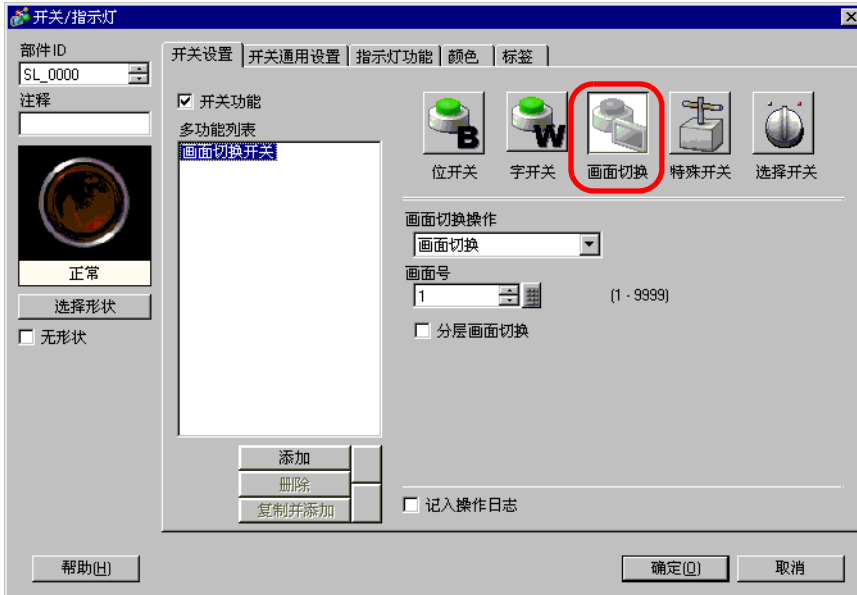 开关/指示灯
部件ID
SL_0000
注释
正常
选择形状
无形状
开关设置
开关通用设置
指示灯功能
颜色
标签
开关功能
多功能列表
画面切换开关
添加
删除
复制并添加
B
W
位开关
字开关
画面切换
特殊开关
选择开关
画面切换操作
画面切换
画面号
1
(1 - 9999)
分层画面切换
记入操作日志
帮助(H)
确定(O)
取消